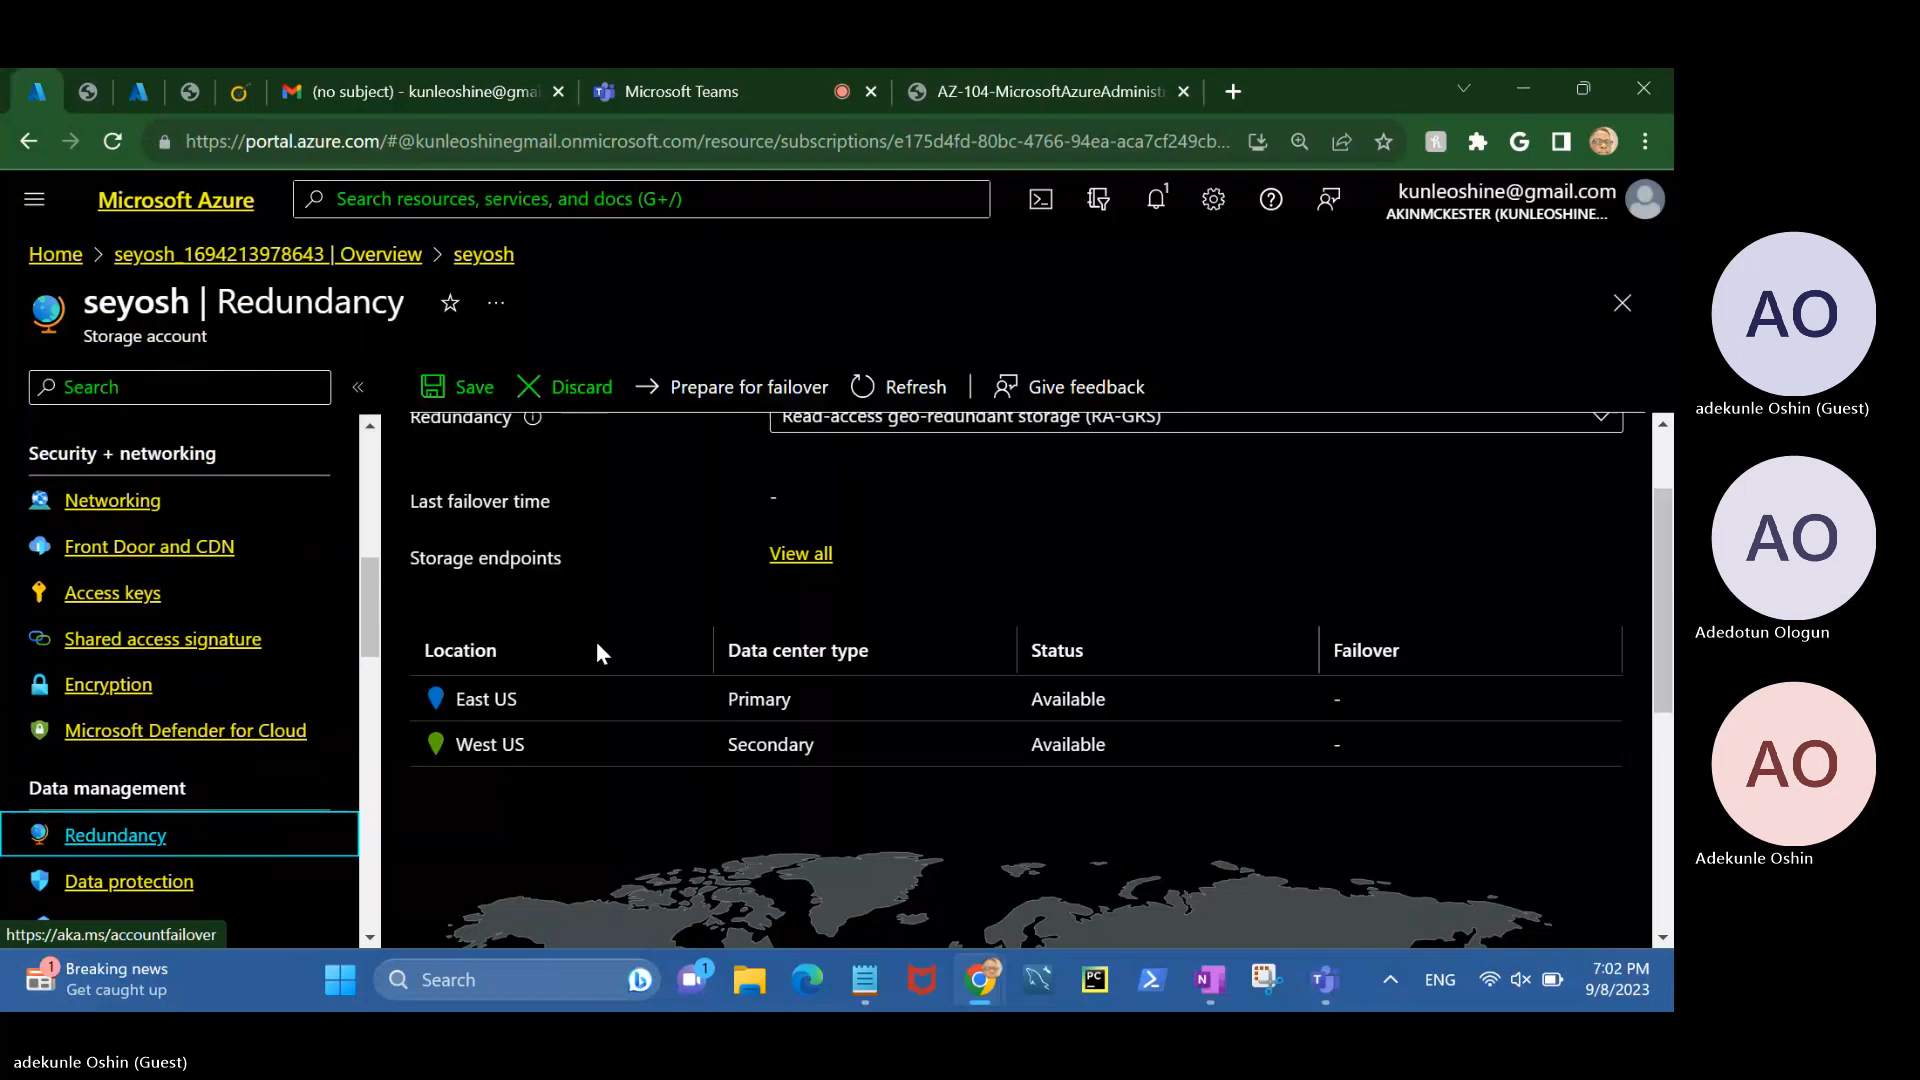 (no subject) - kunleoshine@gma
Microsoft Teams
AZ-104-MicrosoftAzureAdminist
https://portal.azure.com/#@kunleoshinegmail.onmicrosoft.com/resource/subscriptions/e175d4fd-80bc-4766-94ea-aca7cf249cb...
Microsoft Azure
Search resources, services, and docs (G+/)
1
kunleoshine@gmail.com
AKINMCKESTER (KUNLEOSHINE...
Home > seyosh_1694213978643 | Overview > seyosh
seyosh | Redundancy
Storage account
Search
Save
Discard
Prepare for failover
Refresh
Give feedback
Security + networking
Networking
Front Door and CDN
Access keys
Shared access signature
Encryption
Microsoft Defender for Cloud
Data management
Redundancy
Data protection
https://aka.ms/accountfailover
Redundancy
Read-access geo-redundant storage (RA-GRS)
Last failover time
-
Storage endpoints
View all
Location Data center type Status Failover
East US Primary Available -
West US Secondary Available -
AO
adekunle Oshin (Guest)
AO
Adedotun Ologun
AO
Adekunle Oshin
1
Breaking news
Get caught up
Search
1
PC
N
T
ENG
7:02 PM
9/8/2023
adekunle Oshin (Guest)